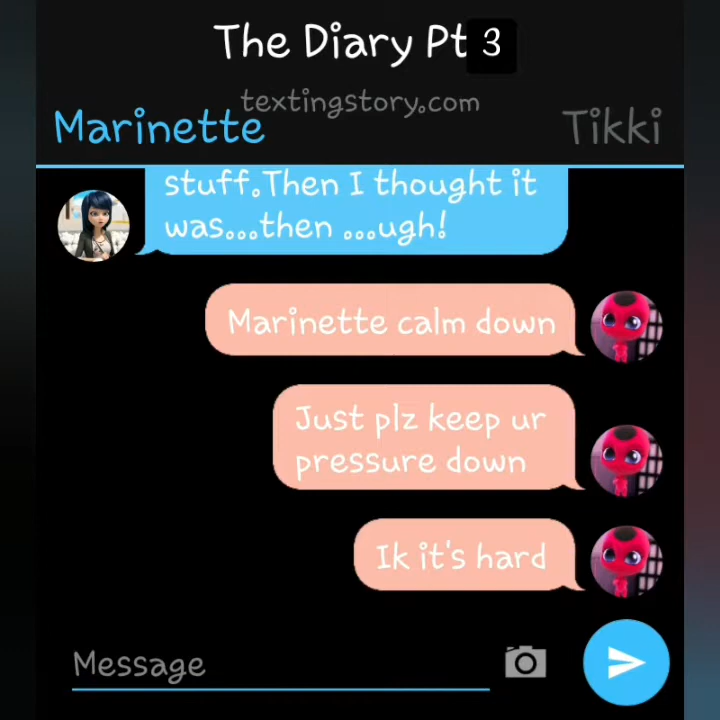 The Diary Pt 3
textingstory.com
Marinette
Tikki
stuff.Then I thought it
was...then ...ugh!
Marinette calm down
Just plz keep ur
pressure down
Ik it's hard
Message